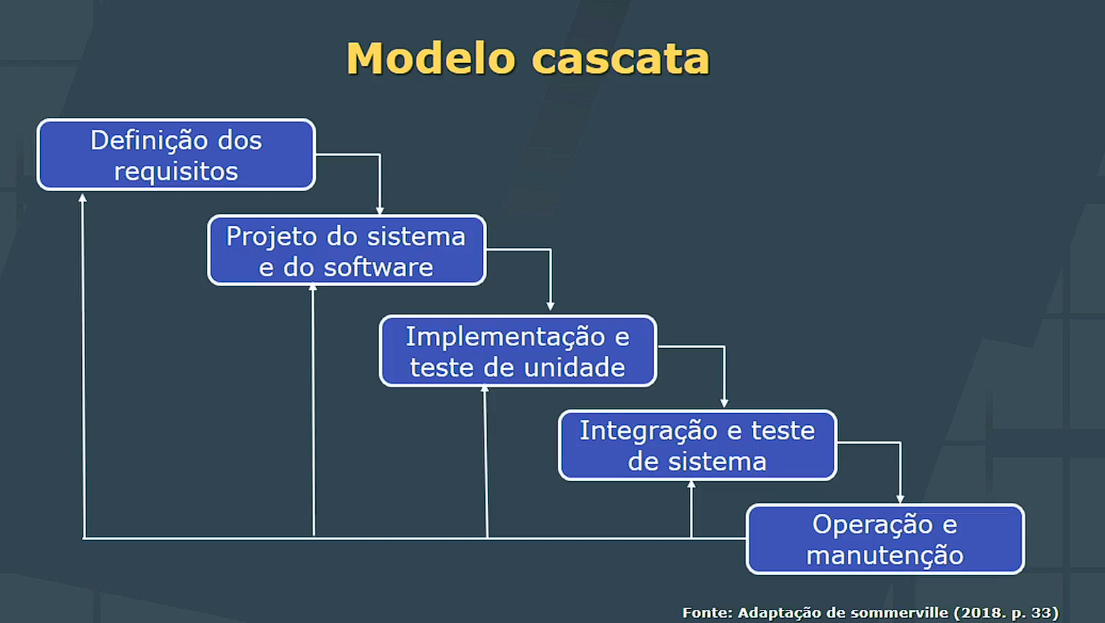 Modelo cascata
Definição dos
requisitos
Projeto do sistema
e do software
Implementação e
teste de unidade
Integração e teste
de sistema
Operação e
manutenção
Fonte: Adaptação de sommerville (2018. p. 33)